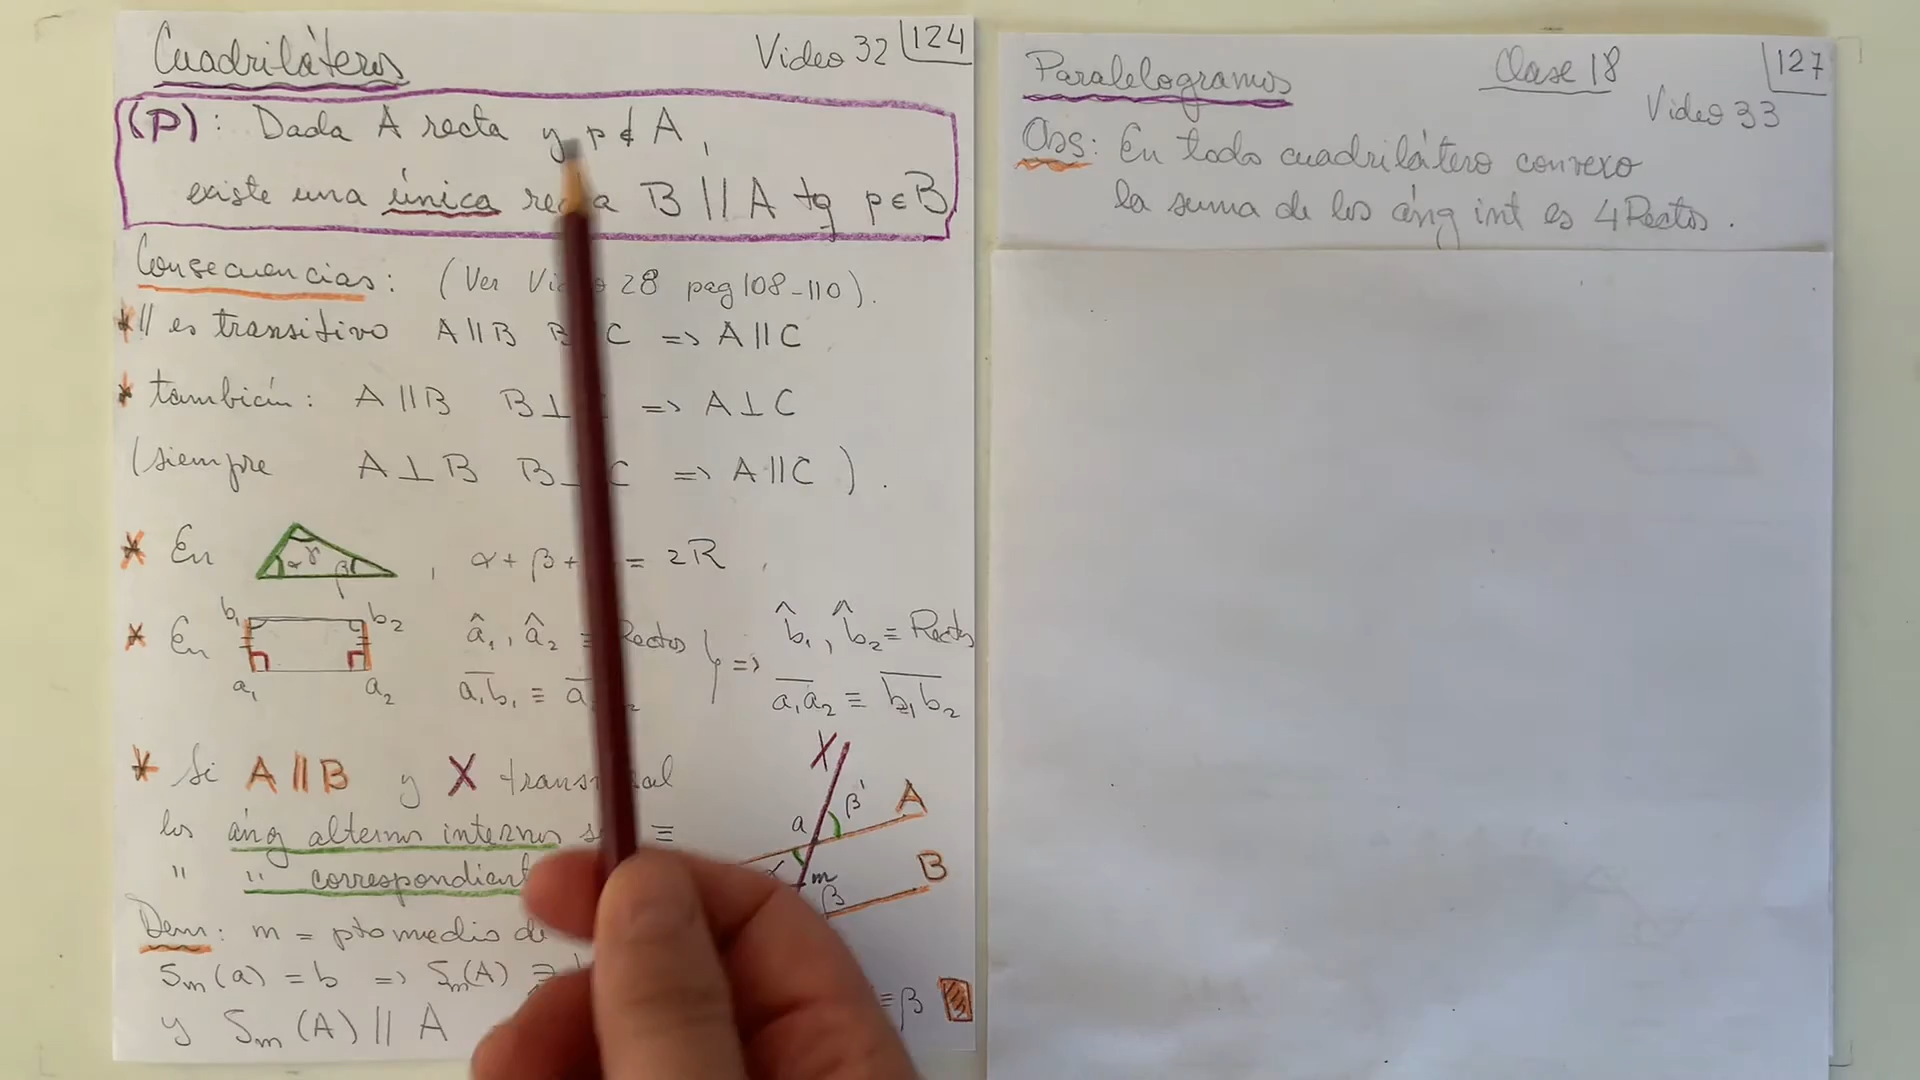 Cuadriláteros
Video 32 124
(P): Dada A recta y p ∉ A,
existe una única recta B // A tq p ∈ B
Consecuencias: (Ver Video 28 pag 108-110).
* // es transitivo A // B B C => A // C
* también: A // B B ⊥ => A ⊥ C
(siempre A ⊥ B B ⊥ C => A // C).
* En α γ β, α + β + = 2R
b₁ b₂
* En â₁, â₂ ≡ Rectos } => b̂₁, b̂₂ ≡ Rectos
a₁ a₂ a₁b₁ ≡ a a₁a₂ ≡ b₁b₂
* Si A // B y X transversal
los áng alternos internos ≡
" " correspondient
X β' A a
B m β
Dem: m = pto medio de
Sm(a) = b => Sm(A) ∋
≡ β
y Sm(A) // A
Paralelogramos Clase 18 127
Video 33
Obs: En todo cuadrilátero convexo
la suma de los áng int es 4 Rectos.